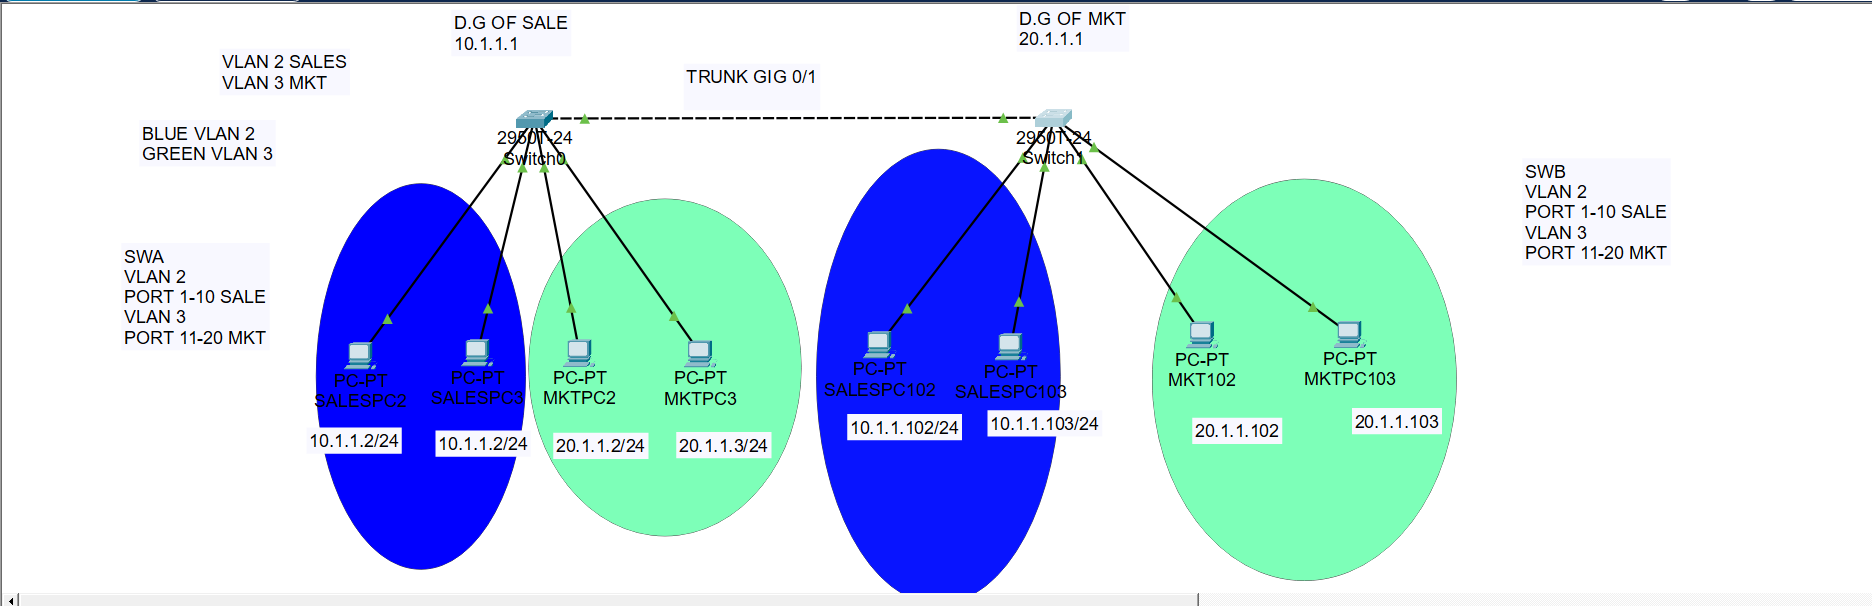 D.G OF SALE
10.1.1.1
D.G OF MKT
20.1.1.1
VLAN 2 SALES
VLAN 3 MKT
TRUNK GIG 0/1
BLUE VLAN 2
GREEN VLAN 3
2950T-24
Switch0
2950T-24
Switch1
SWB
VLAN 2
PORT 1-10 SALE
VLAN 3
PORT 11-20 MKT
SWA
VLAN 2
PORT 1-10 SALE
VLAN 3
PORT 11-20 MKT
PC-PT
SALESPC2
PC-PT
SALESPC3
PC-PT
MKTPC2
PC-PT
MKTPC3
PC-PT
SALESPC102
PC-PT
SALESPC103
PC-PT
MKT102
PC-PT
MKTPC103
10.1.1.2/24
10.1.1.2/24
20.1.1.2/24
20.1.1.3/24
10.1.1.102/24
10.1.1.103/24
20.1.1.102
20.1.1.103